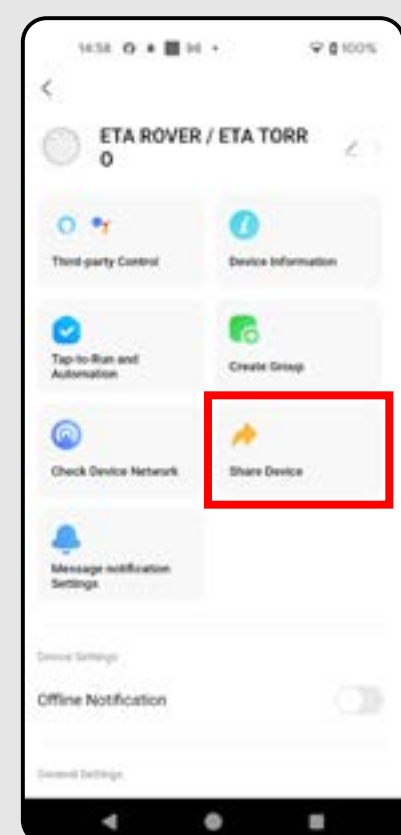 14:58
100%
ETA ROVER / ETA TORR
O
Third-party Control
Device Information
Tap-to-Run and
Automation
Create Group
Check Device Network
Share Device
Message notification
Settings
Device Settings
Offline Notification
General Settings